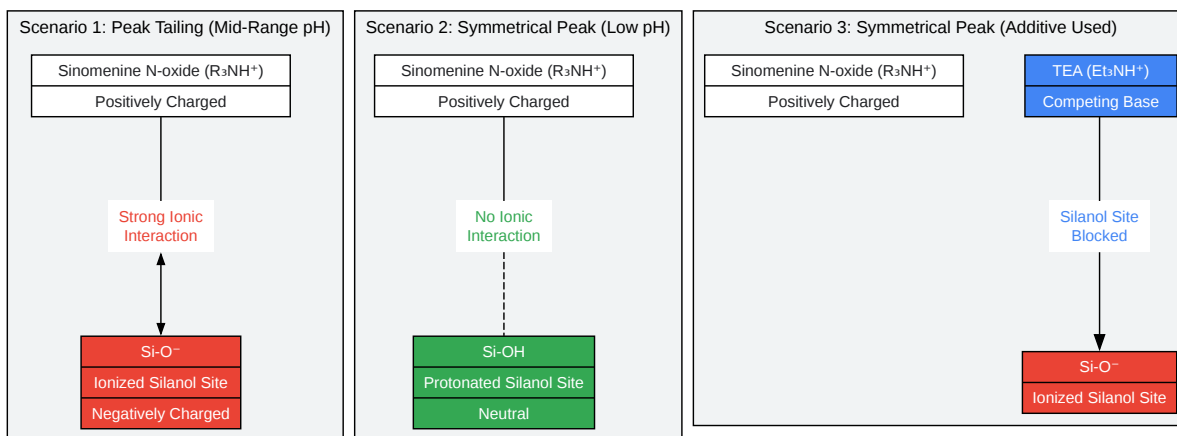 Scenario 1: Peak Tailing (Mid-Range pH)
Sinomenine N-oxide (R₃NH⁺)
Positively Charged
Strong Ionic
Interaction
Si-O⁻
Ionized Silanol Site
Negatively Charged
Scenario 2: Symmetrical Peak (Low pH)
Sinomenine N-oxide (R₃NH⁺)
Positively Charged
No Ionic
Interaction
Si-OH
Protonated Silanol Site
Neutral
Scenario 3: Symmetrical Peak (Additive Used)
Sinomenine N-oxide (R₃NH⁺)
Positively Charged
TEA (Et₃NH⁺)
Competing Base
Silanol Site
Blocked
Si-O⁻
Ionized Silanol Site